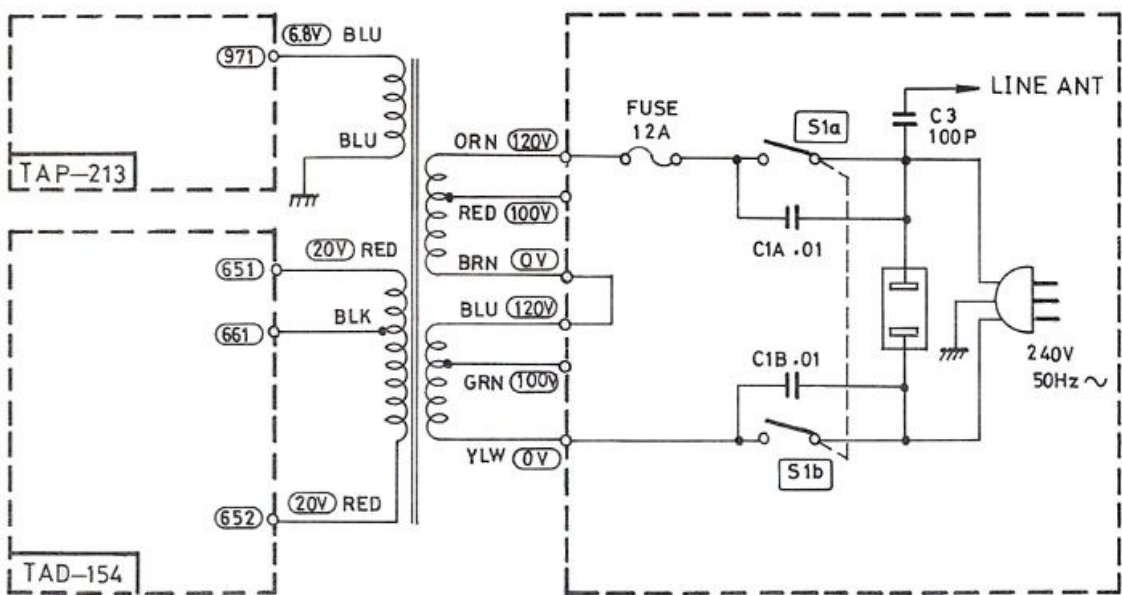 971
6.8V BLU
BLU
TAP-213
651
20V RED
661
BLK
652
20V RED
TAD-154
ORN 120V
RED 100V
BRN 0V
BLU 120V
GRN 100V
YLW 0V
FUSE
12A
S1a
C1A .01
C3
100P
LINE ANT
C1B .01
S1b
240V
50Hz ~